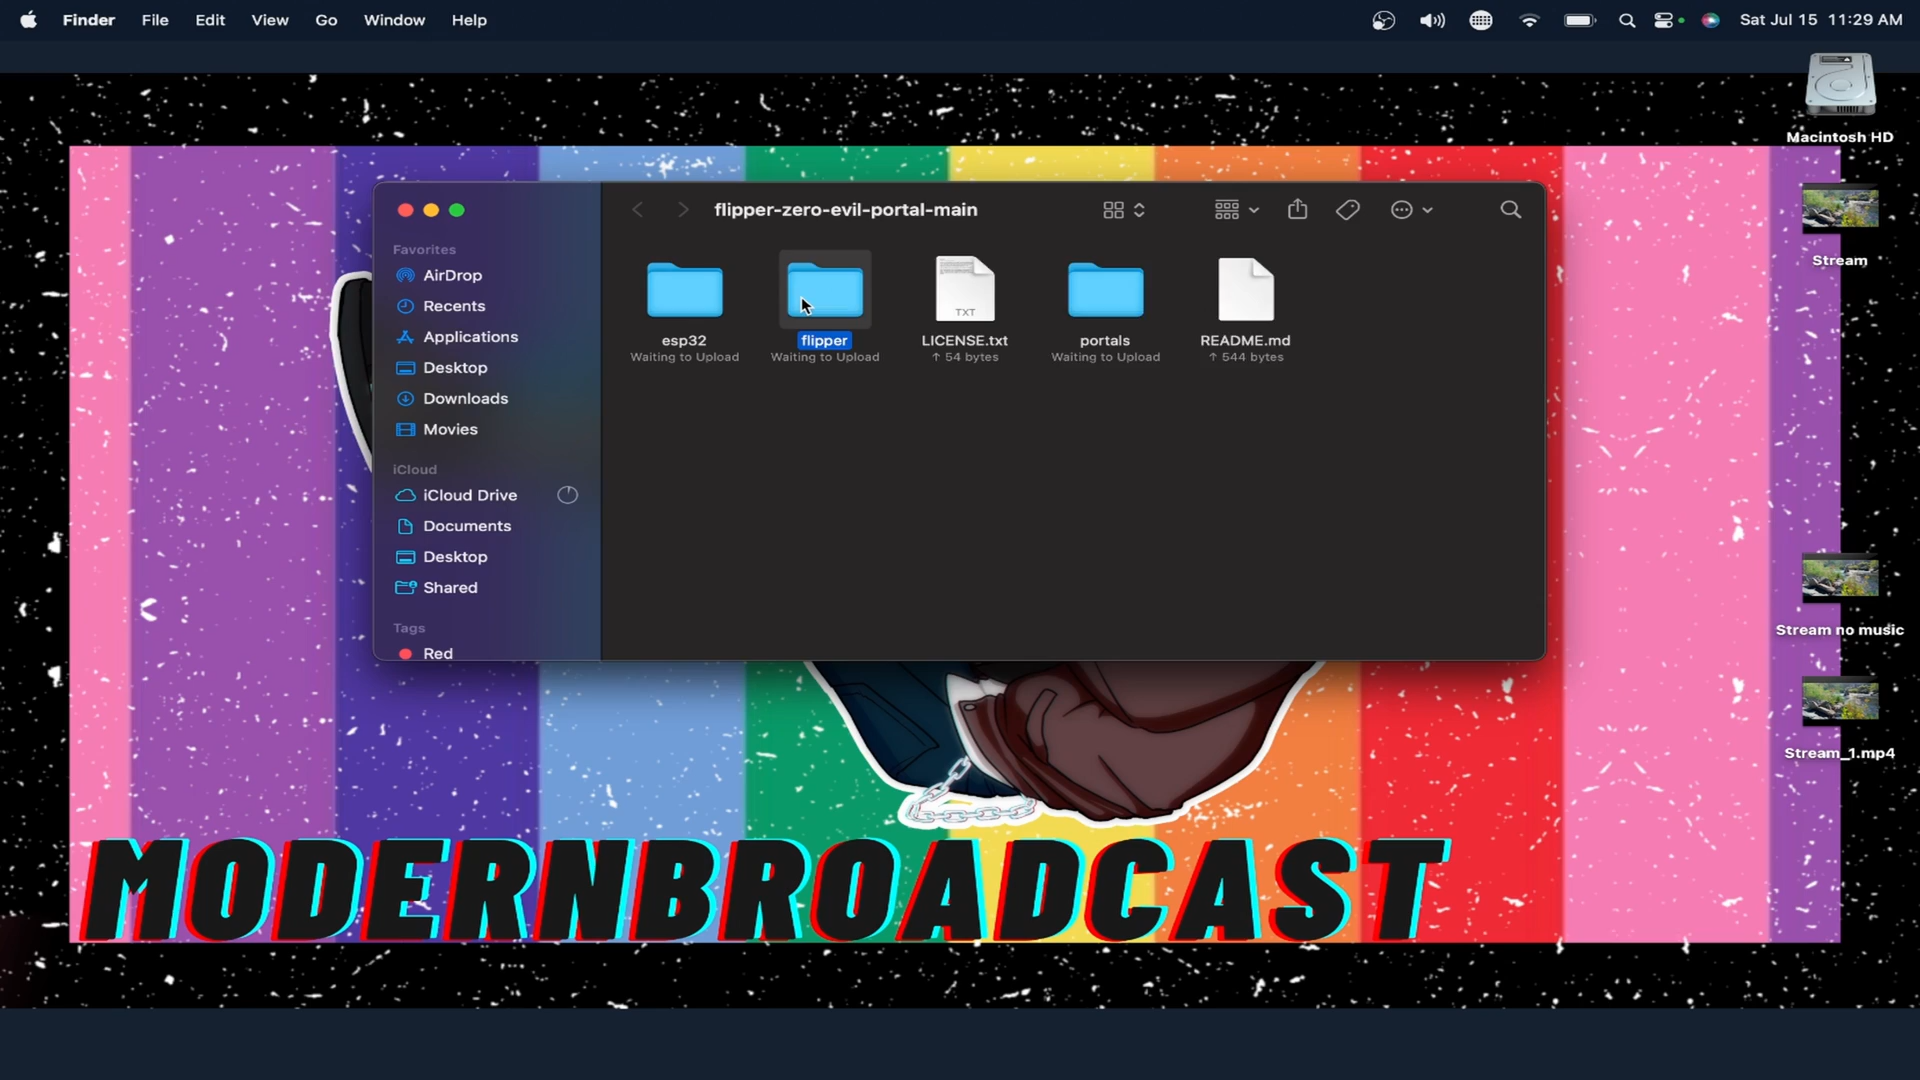 Finder File Edit View Go Window Help Sat Jul 15 11:29 AM
Macintosh HD
flipper-zero-evil-portal-main
Favorites
AirDrop
Recents
Applications
Desktop
Downloads
Movies
iCloud
iCloud Drive
Documents
Desktop
Shared
Tags
Red
esp32 flipper LICENSE.txt portals README.md
Waiting to Upload Waiting to Upload ↑ 54 bytes Waiting to Upload ↑ 544 bytes
TXT
Stream
Stream no music
Stream_1.mp4
MODERNBROADCAST